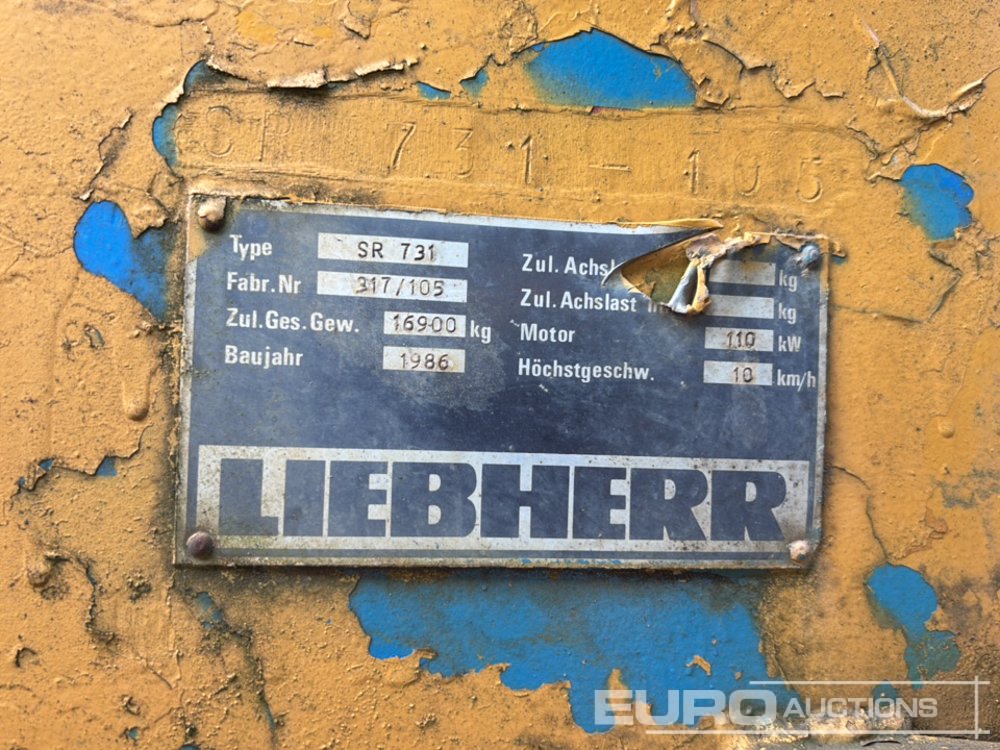 CP 731-105
Type SR 731
Fabr.Nr 317/105
Zul.Ges.Gew. 16900 kg
Baujahr 1986
Zul. Achsl kg
Zul. Achslast kg
Motor 110 kW
Höchstgeschw. 10 km/h
LIEBHERR
EURO AUCTIONS